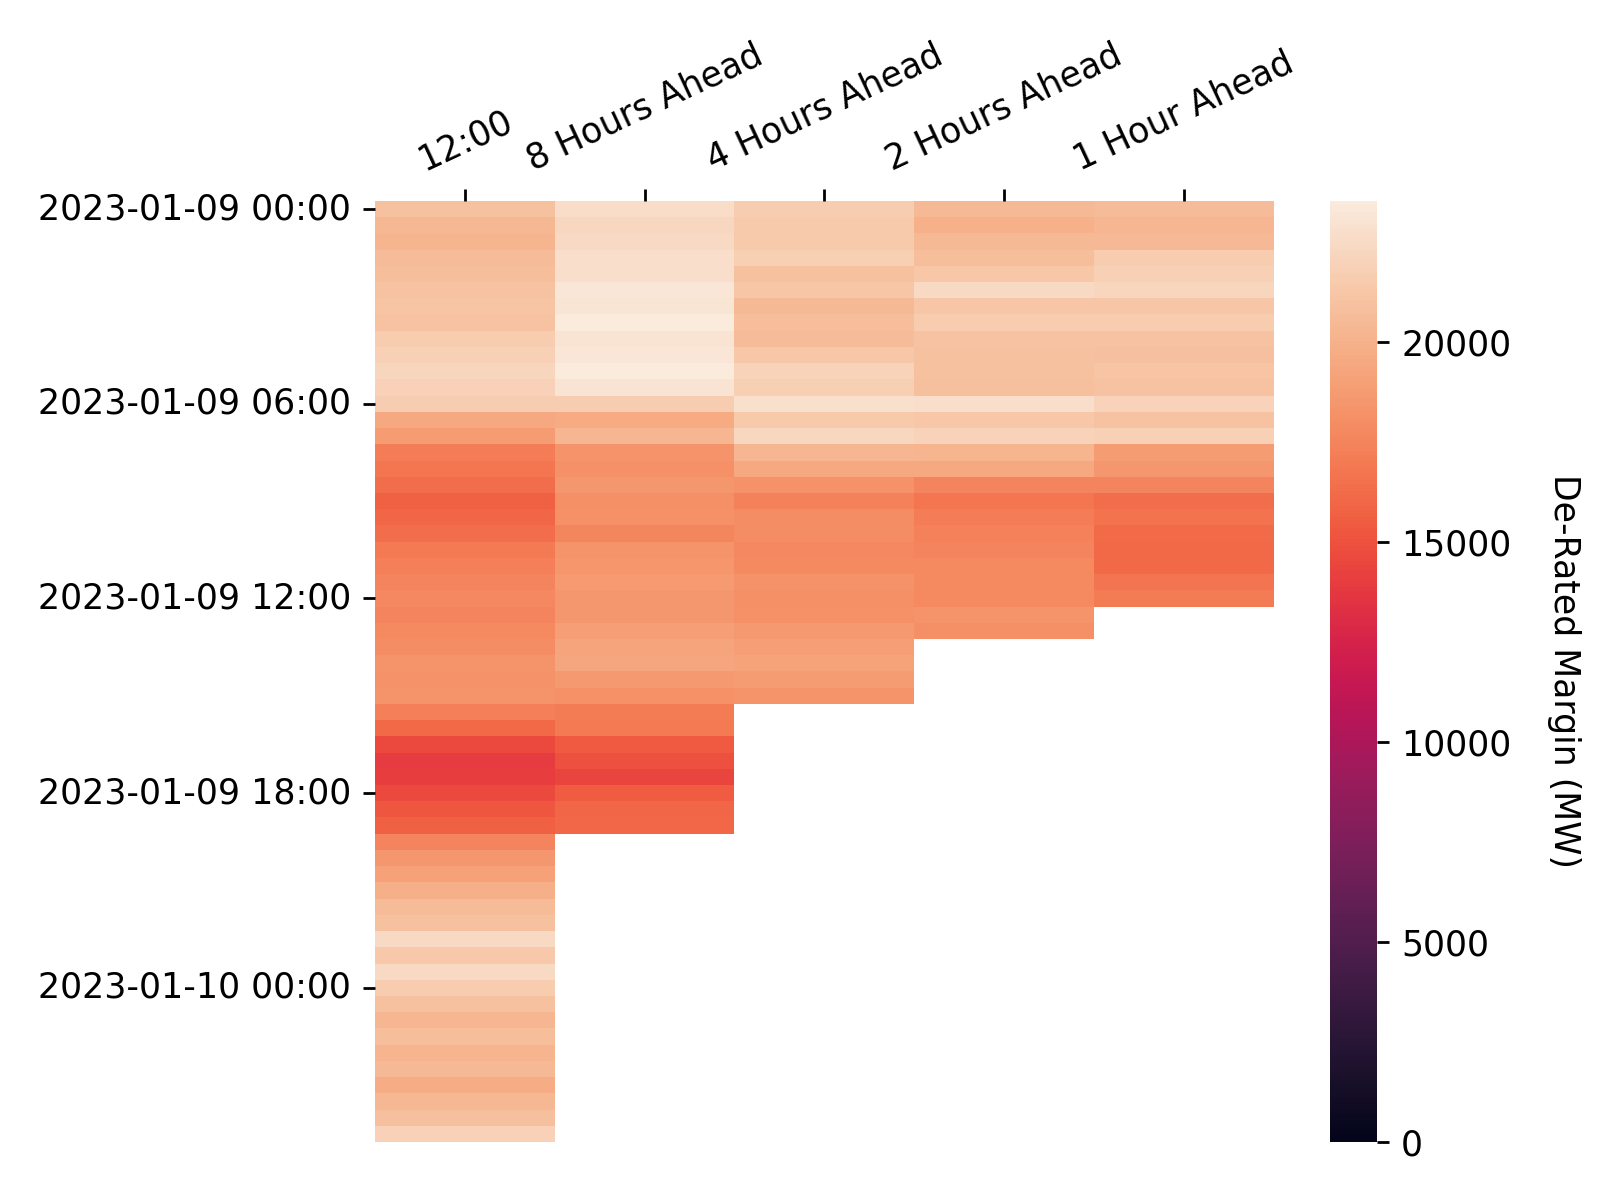 12:00
8 Hours Ahead
4 Hours Ahead
2 Hours Ahead
1 Hour Ahead
2023-01-09 00:00
2023-01-09 06:00
2023-01-09 12:00
2023-01-09 18:00
2023-01-10 00:00
20000
15000
10000
5000
0
De-Rated Margin (MW)